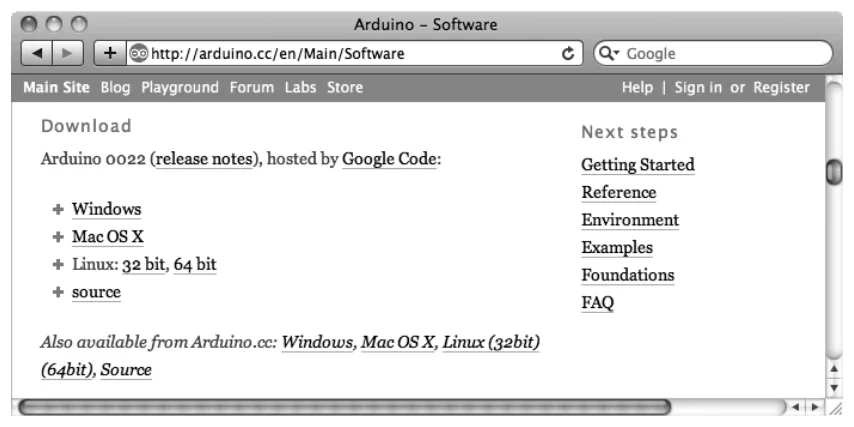 Arduino – Software
http://arduino.cc/en/Main/Software
Google
Main Site Blog Playground Forum Labs Store
Help | Sign in or Register
Download
Arduino 0022 (release notes), hosted by Google Code:
Windows
Mac OS X
Linux: 32 bit, 64 bit
source
Also available from Arduino.cc: Windows, Mac OS X, Linux (32bit)
(64bit), Source
Next steps
Getting Started
Reference
Environment
Examples
Foundations
FAQ